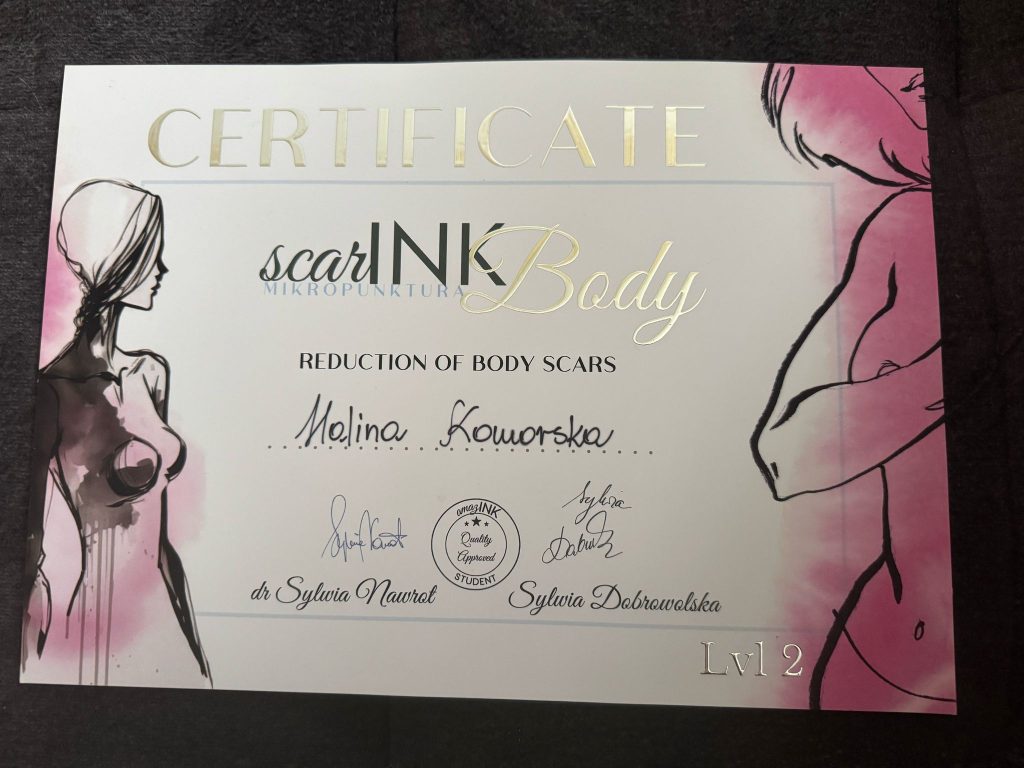 CERTIFICATE
scarINK Body
MIKROPUNKTURA
REDUCTION OF BODY SCARS
Malina Komorska
amazINK
Quality
Approved
STUDENT
Sylwia
dr Sylwia Nawrot
Sylwia Dobrowolska
Lvl 2